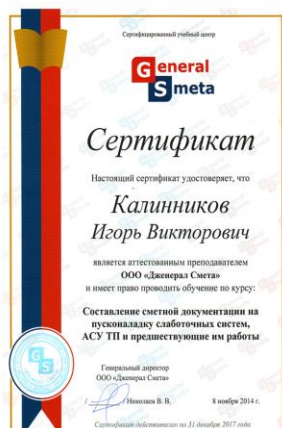 Сертифицированный учебный центр
General
Smeta
Сертификат
Настоящий сертификат удостоверяет, что
Калинников
Игорь Викторович
является аттестованным преподавателем
ООО «Дженерал Смета»
и имеет право проводить обучение по курсу:
Составление сметной документации на
пусконаладку слаботочных систем,
АСУ ТП и предшествующие им работы
Генеральный директор
ООО «Дженерал Смета»
/ Николаев В. В.
8 ноября 2014 г.
Сертификат действителен по 31 декабря 2017 года